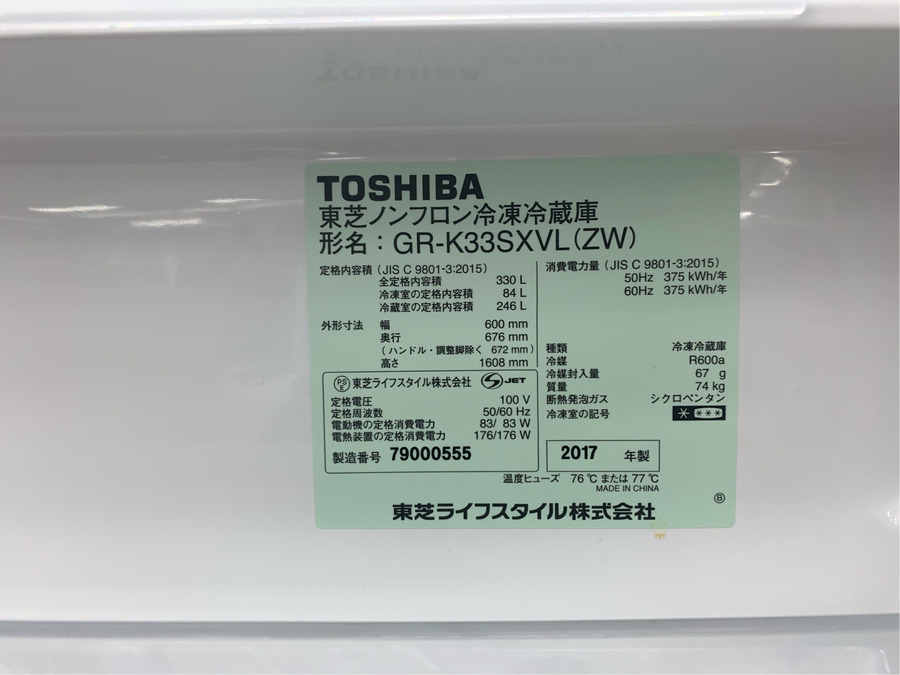 TOSHIBA
東芝ノンフロン冷凍冷蔵庫
形名:GR-K33SXVL(ZW)
定格内容積 (JIS C 9801-3:2015)
全定格内容積 330 L
冷凍室の定格内容積 84 L
冷蔵室の定格内容積 246 L
外形寸法 幅 600 mm
奥行 676 mm
(ハンドル・調整脚除く 672 mm)
高さ 1608 mm
消費電力量 (JIS C 9801-3:2015)
50Hz 375 kWh/年
60Hz 375 kWh/年
種類 冷凍冷蔵庫
冷媒 R600a
冷媒封入量 67 g
質量 74 kg
断熱発泡ガス シクロペンタン
冷凍室の記号
PSE 東芝ライフスタイル株式会社 JET
定格電圧 100 V
定格周波数 50/60 Hz
電動機の定格消費電力 83/ 83 W
電熱装置の定格消費電力 176/176 W
製造番号 79000555
2017 年製
温度ヒューズ 76℃または77℃
MADE IN CHINA
Ⓑ
東芝ライフスタイル株式会社